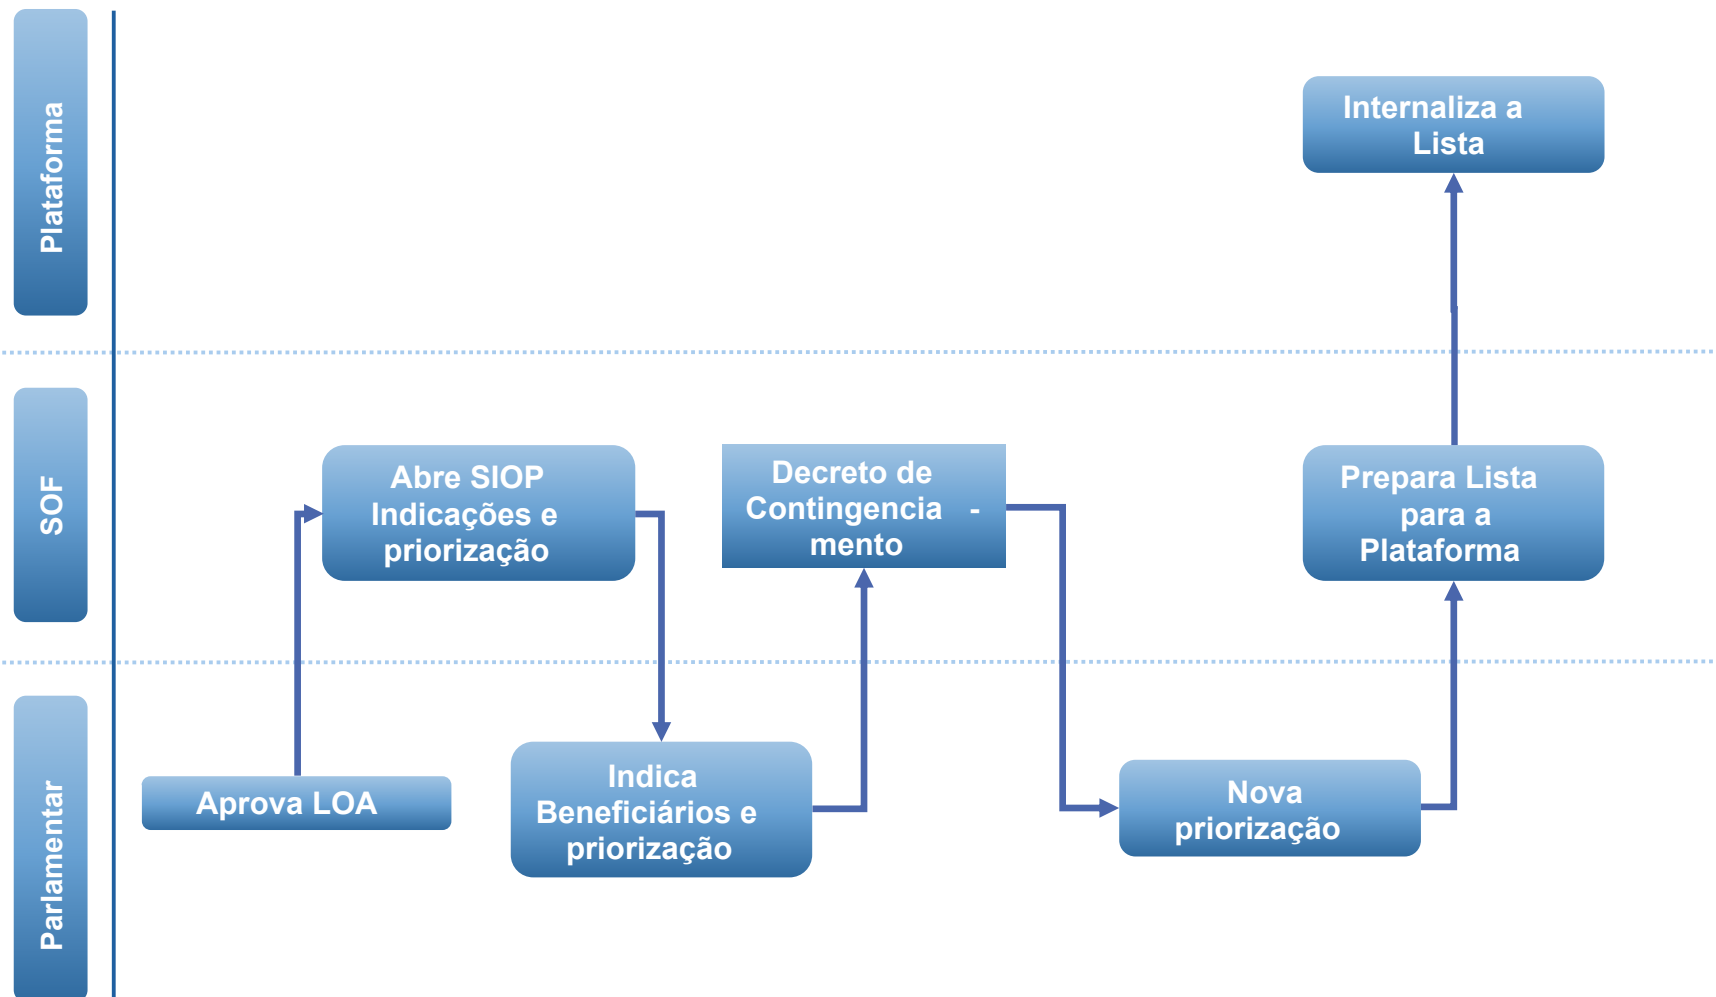 Plataforma
Internaliza a
Lista
SOF
Abre SIOP
Indicações e
priorização
Decreto de
Contingencia -
mento
Prepara Lista
para a
Plataforma
Parlamentar
Aprova LOA
Indica
Beneficiários e
priorização
Nova
priorização